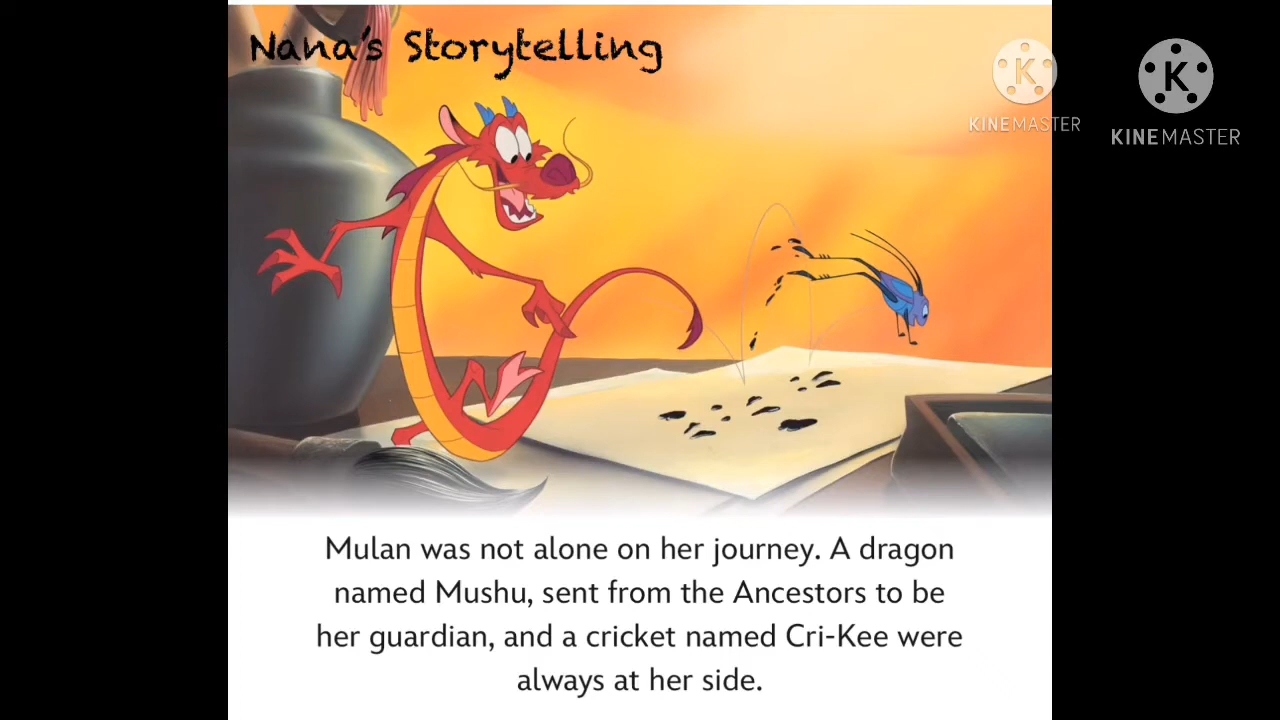 Nana's Storytelling
K
KINEMASTER
K
KINEMASTER
Mulan was not alone on her journey. A dragon
named Mushu, sent from the Ancestors to be
her guardian, and a cricket named Cri-Kee were
always at her side.